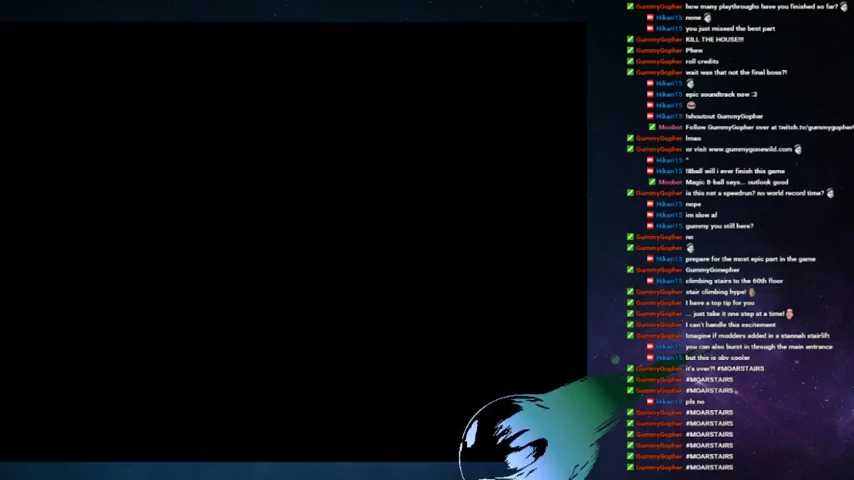 GummyGopher how many playthroughs have you finished so far?
Hikari15 none
Hikari15 you just missed the best part
GummyGopher KILL THE HOUSE!!!!
GummyGopher Phew
GummyGopher roll credits
GummyGopher wait was that not the final boss?!
Hikari15
Hikari15 epic soundtrack now :3
Hikari15
Hikari15 !shoutout GummyGopher
Moobot Follow GummyGopher over at twitch.tv/gummygopher!
GummyGopher lmao
GummyGopher or visit www.gummygonewild.com
Hikari15 ^
Hikari15 !8ball will i ever finish this game
Moobot Magic 8-ball says... outlook good
GummyGopher is this not a speedrun? no world record time?
Hikari15 nope
Hikari15 im slow af
Hikari15 gummy you still here?
GummyGopher no
GummyGopher
Hikari15 prepare for the most epic part in the game
GummyGopher GummyGonepher
Hikari15 climbing stairs to the 60th floor
GummyGopher stair climbing hype!
GummyGopher I have a top tip for you
GummyGopher ... just take it one step at a time!
GummyGopher I can't handle this excitement
GummyGopher Imagine if modders added in a stannah stairlift
Hikari15 you can also burst in through the main entrance
Hikari15 but this is obv cooler
GummyGopher it's over?! #MOARSTAIRS
GummyGopher #MOARSTAIRS
GummyGopher #MOARSTAIRS
Hikari15 pls no
GummyGopher #MOARSTAIRS
GummyGopher #MOARSTAIRS
GummyGopher #MOARSTAIRS
GummyGopher #MOARSTAIRS
GummyGopher #MOARSTAIRS
GummyGopher #MOARSTAIRS